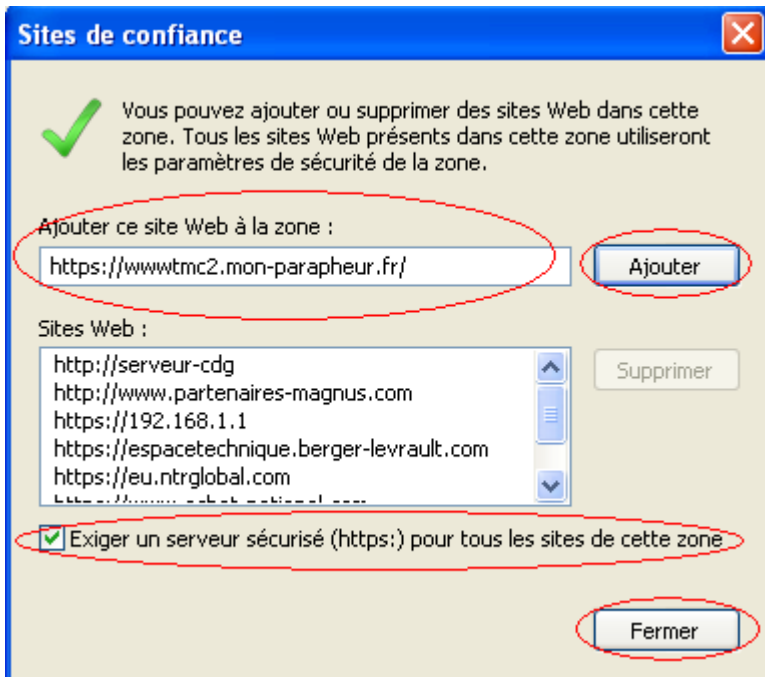 Sites de confiance
Vous pouvez ajouter ou supprimer des sites Web dans cette
zone. Tous les sites Web présents dans cette zone utiliseront
les paramètres de sécurité de la zone.
Ajouter ce site Web à la zone :
https://wwwtmc2.mon-parapheur.fr/
Ajouter
Sites Web :
http://serveur-cdg
http://www.partenaires-magnus.com
https://192.168.1.1
https://espacetechnique.berger-levrault.com
https://eu.ntrglobal.com
Supprimer
Exiger un serveur sécurisé (https:) pour tous les sites de cette zone
Fermer